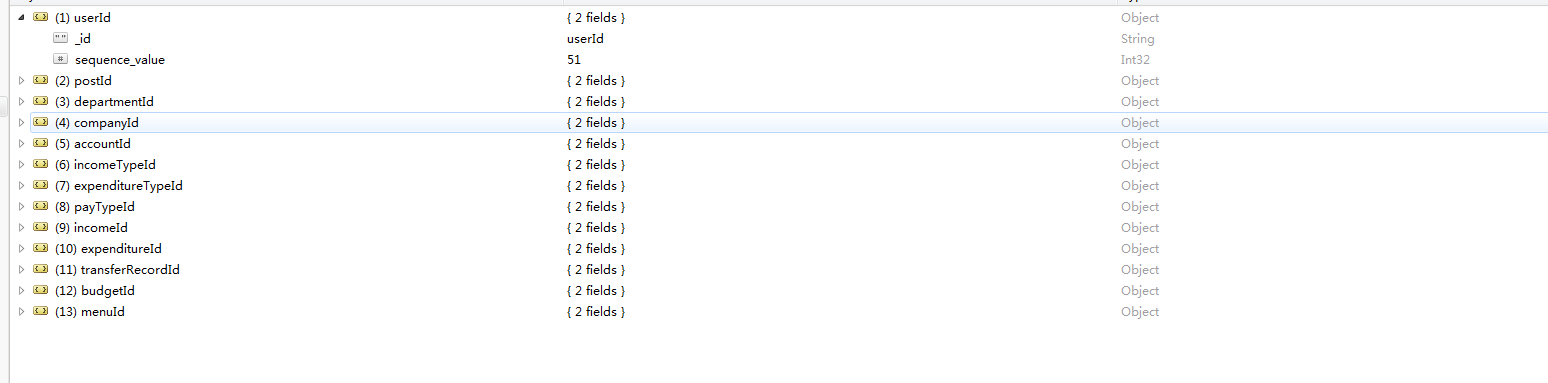 (1) userId { 2 fields } Object
"" _id userId String
# sequence_value 51 Int32
(2) postId { 2 fields } Object
(3) departmentId { 2 fields } Object
(4) companyId { 2 fields } Object
(5) accountId { 2 fields } Object
(6) incomeTypeId { 2 fields } Object
(7) expenditureTypeId { 2 fields } Object
(8) payTypeId { 2 fields } Object
(9) incomeId { 2 fields } Object
(10) expenditureId { 2 fields } Object
(11) transferRecordId { 2 fields } Object
(12) budgetId { 2 fields } Object
(13) menuId { 2 fields } Object